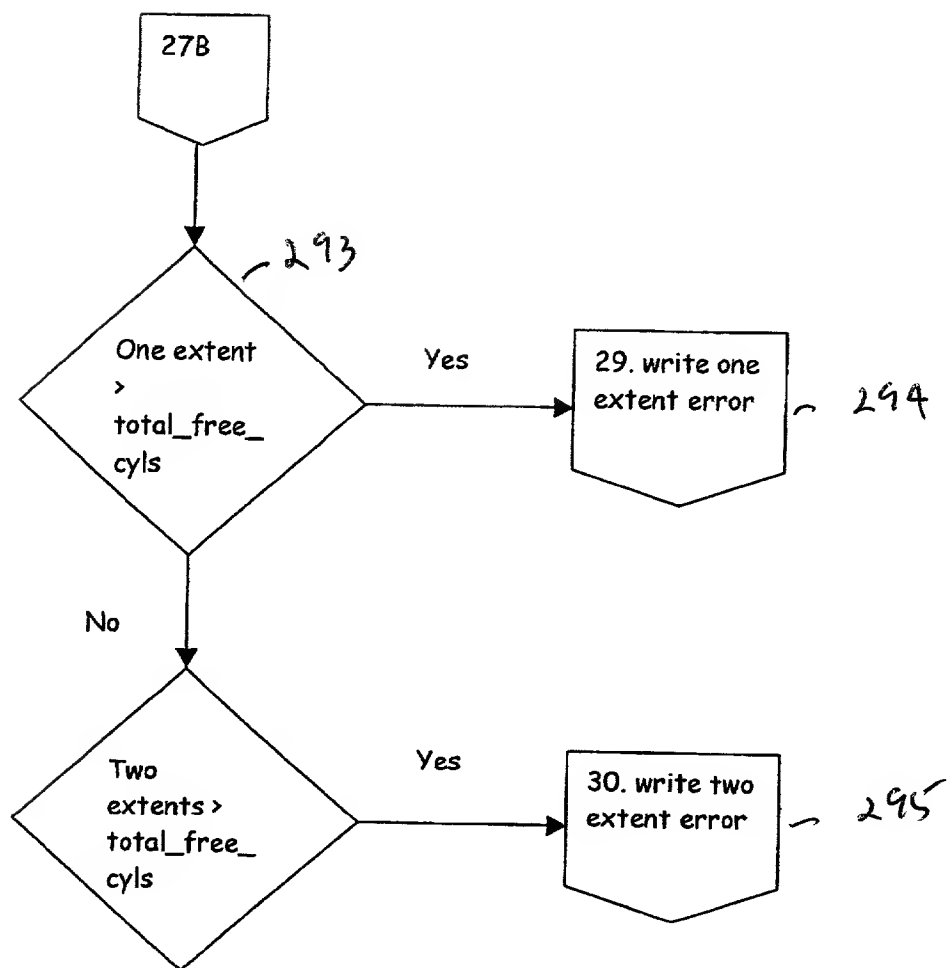 27B
293
One extent
>
total_free_
cyls
Yes
29. write one
extent error
294
No
Two
extents >
total_free_
cyls
Yes
30. write two
extent error
295